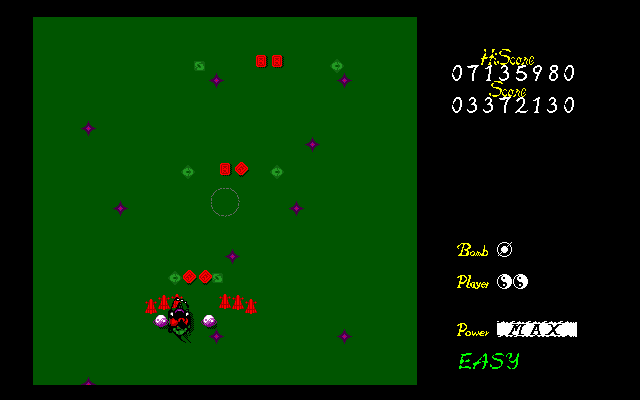 HiScore
07135980
Score
03372130
Bomb
Player
Power MAX
EASY